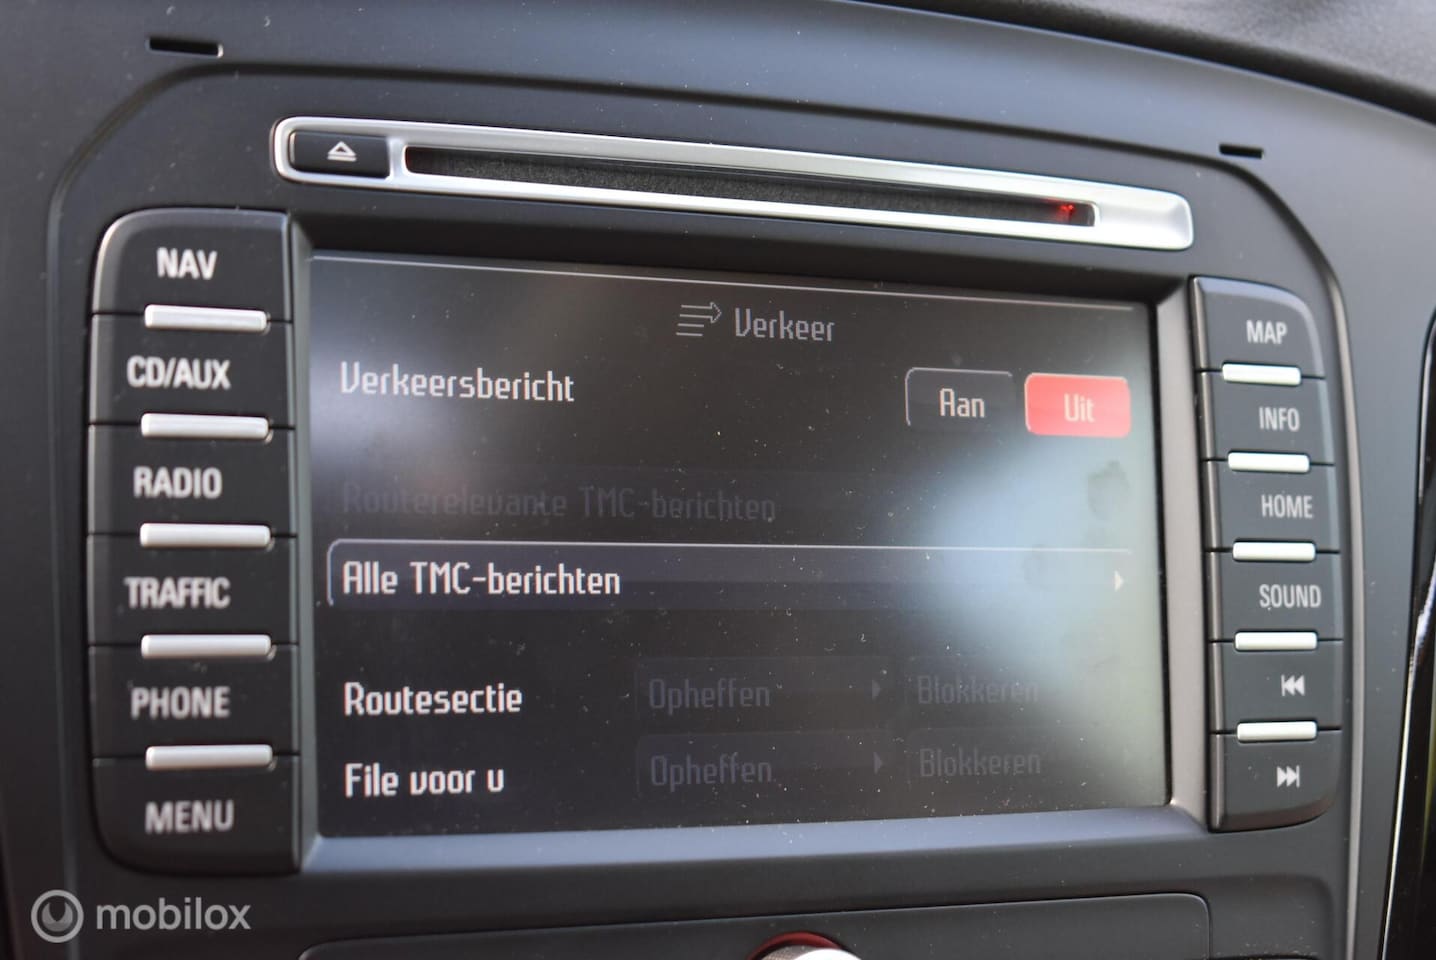 NAV
CD/AUX
RADIO
TRAFFIC
PHONE
MENU
Verkeer
Verkeersbericht Aan Uit
Routerelevante TMC-berichten
Alle TMC-berichten
Routesectie Opheffen Blokkeren
File voor u Opheffen Blokkeren
MAP
INFO
HOME
SOUND
mobilox